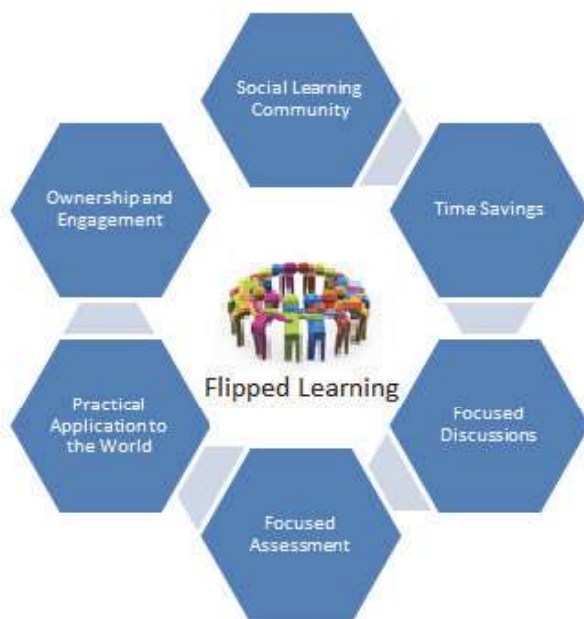 Social Learning
Community
Time Savings
Focused
Discussions
Focused
Assessment
Practical
Application to
the World
Ownership and
Engagement
Flipped Learning